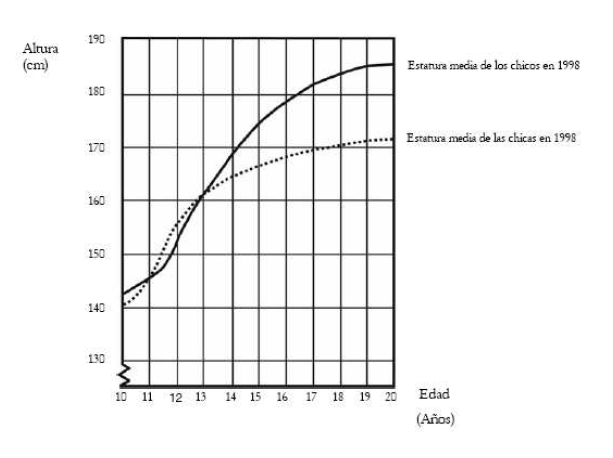 Altura
(cm)
190
180
170
160
150
140
130
Estatura media de los chicos en 1998
Estatura media de las chicas en 1998
10 11 12 13 14 15 16 17 18 19 20
Edad
(Años)